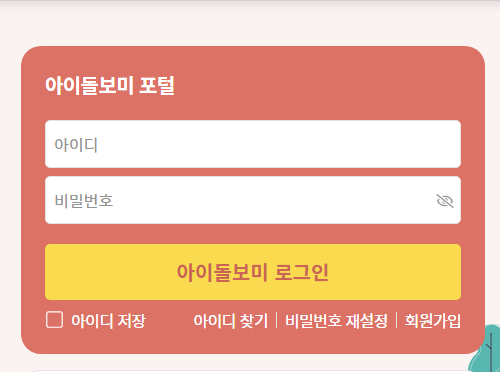 아이돌보미 포털
아이디
비밀번호
아이돌보미 로그인
아이디 저장 아이디 찾기 | 비밀번호 재설정 | 회원가입